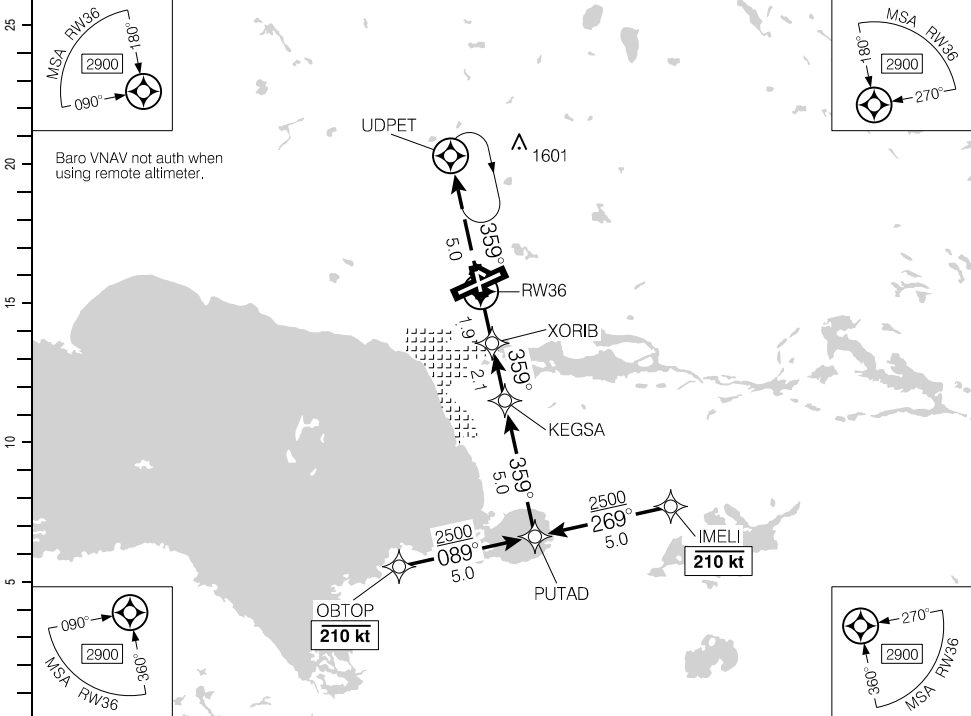 25
20
15
10
5
MSA RW36
180°
2900
090°
MSA RW36
180°
2900
270°
Baro VNAV not auth when
using remote altimeter.
UDPET
1601
359°
5.0
RW36
1.9
XORIB
359°
2.1
KEGSA
359°
5.0
2500
089°
5.0
2500
269°
5.0
IMELI
210 kt
PUTAD
OBTOP
210 kt
090°
2900
360°
MSA RW36
270°
2900
360°
MSA RW36